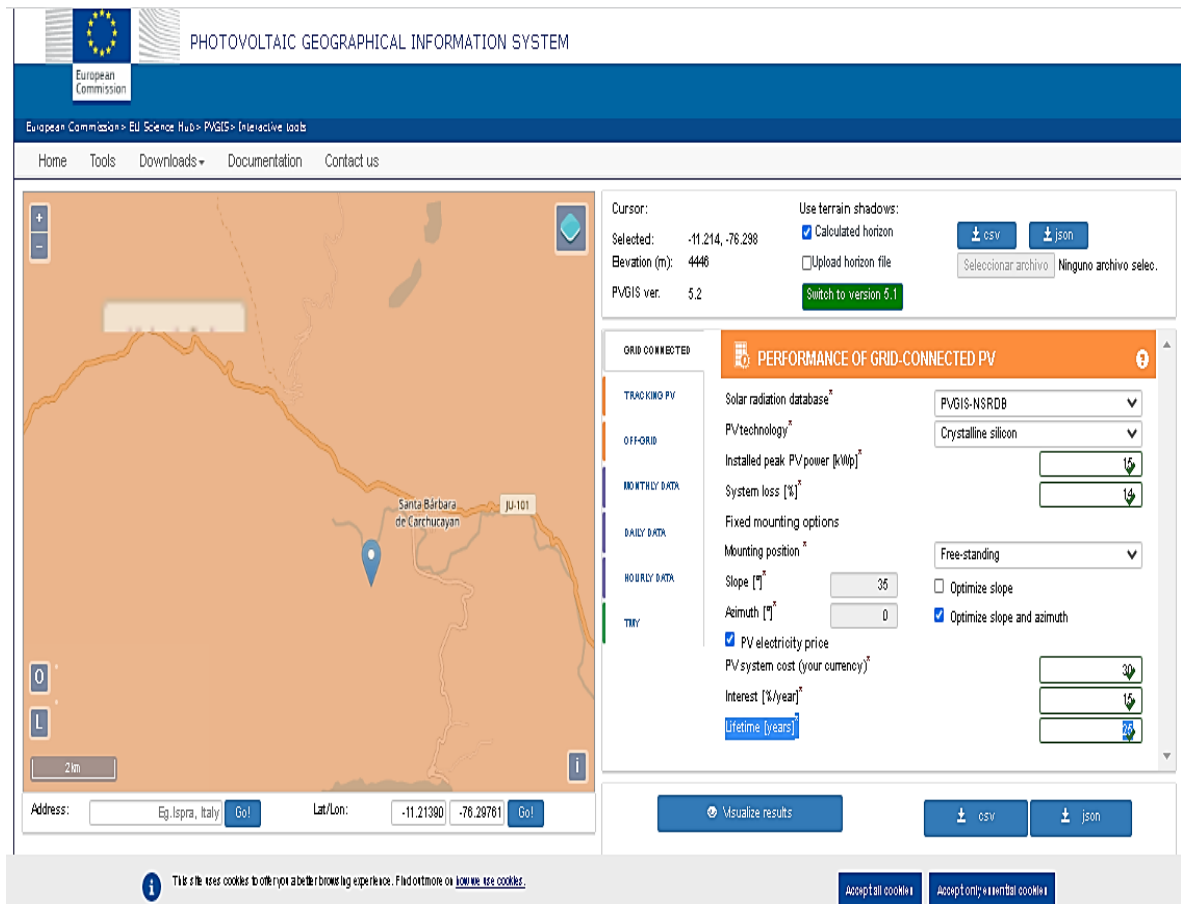 European
Commission
PHOTOVOLTAIC GEOGRAPHICAL INFORMATION SYSTEM
European Commission > EU Science Hub > PVGIS > Interactive tools
Home Tools Downloads Documentation Contact us
+
-
Santa Bárbara
de Carchucayan
JU-101
O
L
2 km
i
Address: Eg.Ispra, Italy Go! Lat/Lon: -11.21390 -76.29761 Go!
Cursor:
Selected: -11.214, -76.298
Elevation (m): 4446
PVGIS ver. 5.2
Use terrain shadows:
Calculated horizon
Upload horizon file
Switch to version 5.1
csv json
Seleccionar archivo Ninguno archivo selec.
GRID CONNECTED
TRACKING PV
OFF-GRID
MONTHLY DATA
DAILY DATA
HOURLY DATA
TMY
PERFORMANCE OF GRID-CONNECTED PV ?
Solar radiation database* PVGIS-NSRDB
PV technology* Crystalline silicon
Installed peak PV power [kWp]* 15
System loss [%]* 14
Fixed mounting options
Mounting position * Free-standing
Slope [°]* 35 Optimize slope
Azimuth [°]* 0 Optimize slope and azimuth
PV electricity price
PV system cost (your currency)* 30
Interest [%/year]* 15
Lifetime [years]* 25
Visualize results csv json
i
This site uses cookies to offer you a better browsing experience. Find out more on how we use cookies.
Accept all cookies Accept only essential cookies